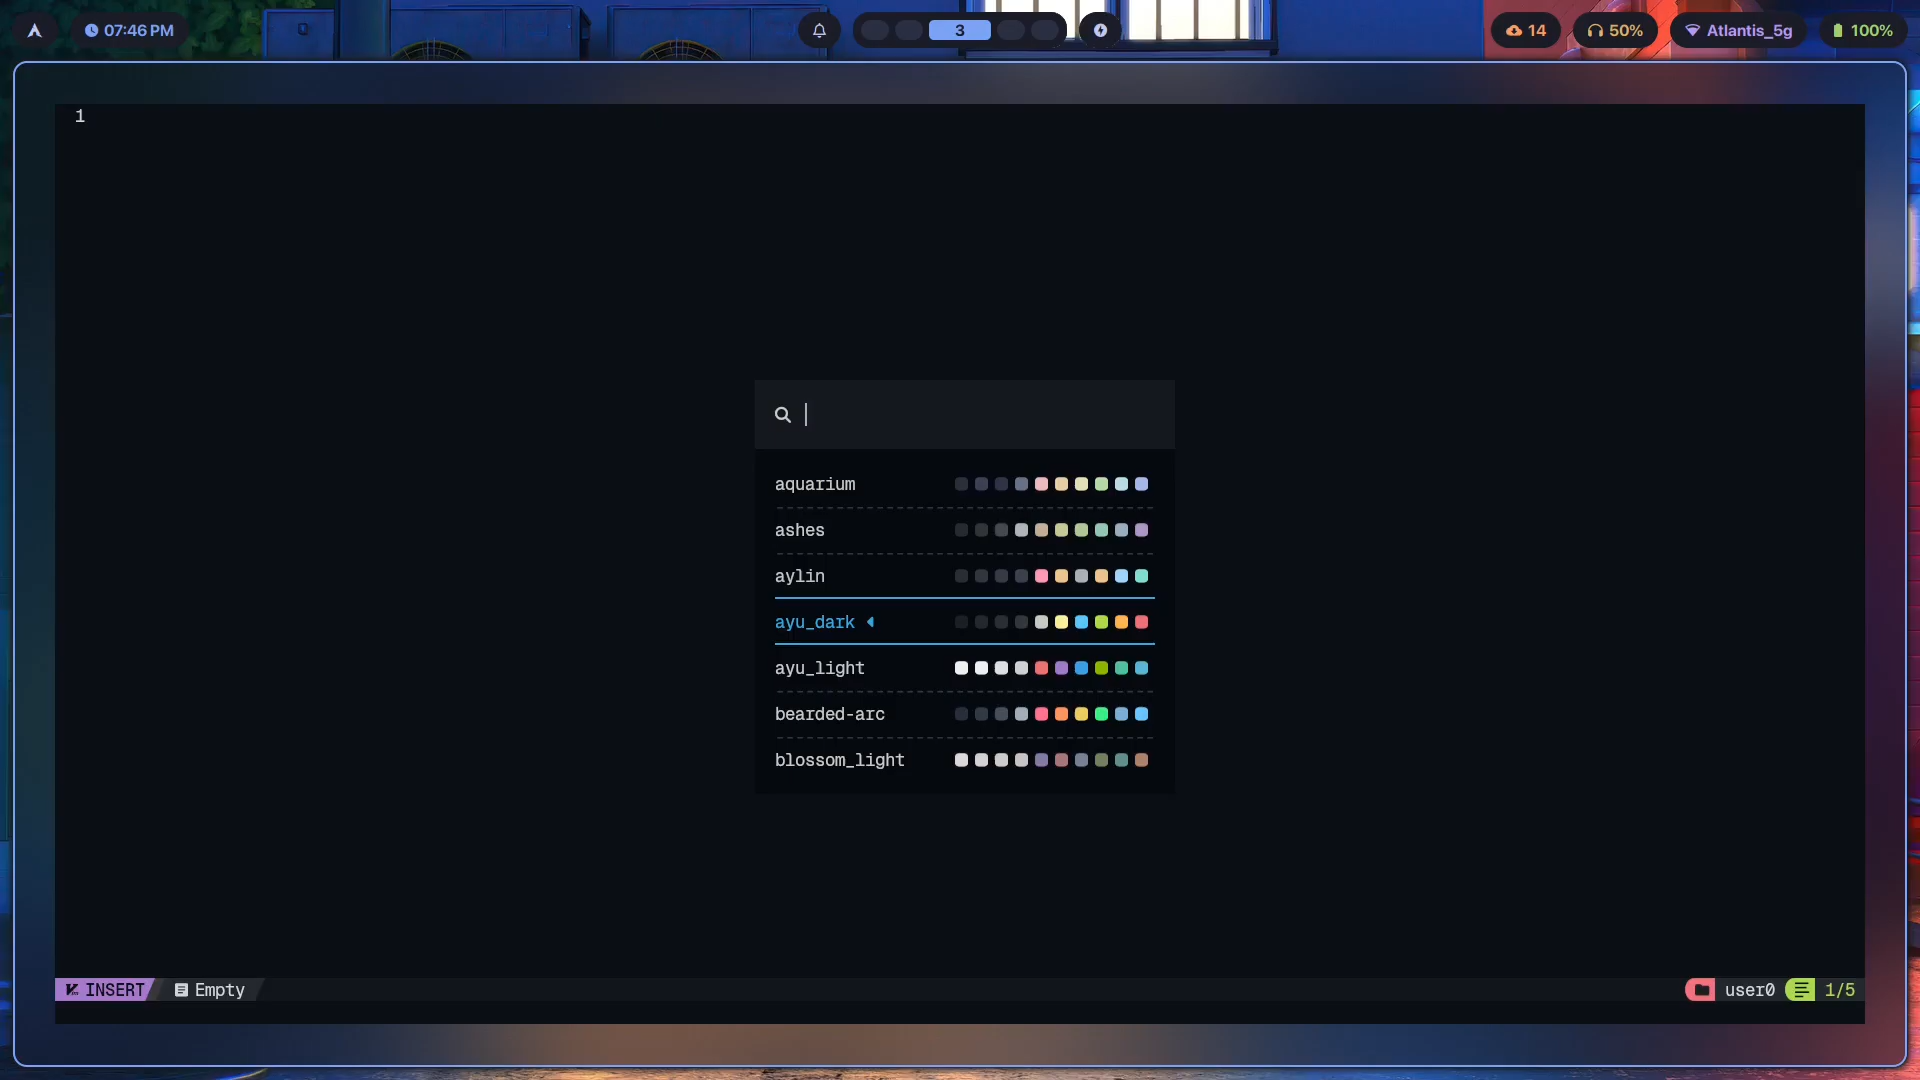 07:46 PM
3
14
50%
Atlantis_5g
100%
1
aquarium
ashes
aylin
ayu_dark
ayu_light
bearded-arc
blossom_light
INSERT
Empty
user0
1/5